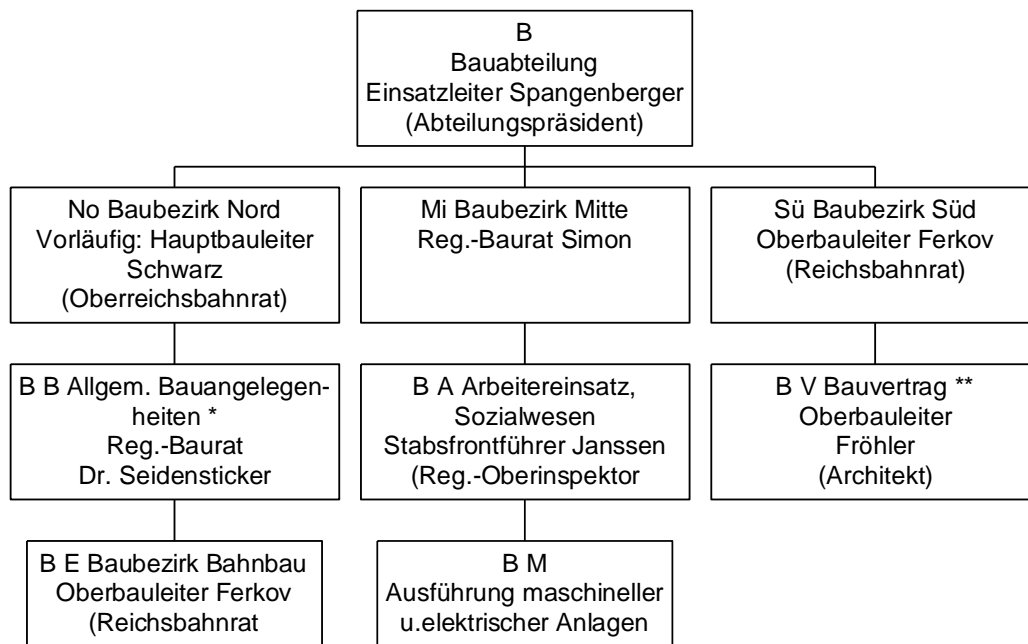 B
Bauabteilung
Einsatzleiter Spangenberger
(Abteilungspräsident)
No Baubezirk Nord
Vorläufig: Hauptbauleiter
Schwarz
(Oberreichsbahnrat)
Mi Baubezirk Mitte
Reg.-Baurat Simon
Sü Baubezirk Süd
Oberbauleiter Ferkov
(Reichsbahnrat)
B B Allgem. Bauangelegen-
heiten *
Reg.-Baurat
Dr. Seidensticker
B A Arbeitereinsatz,
Sozialwesen
Stabsfrontführer Janssen
(Reg.-Oberinspektor
B V Bauvertrag **
Oberbauleiter
Fröhler
(Architekt)
B E Baubezirk Bahnbau
Oberbauleiter Ferkov
(Reichsbahnrat
B M
Ausführung maschineller
u.elektrischer Anlagen